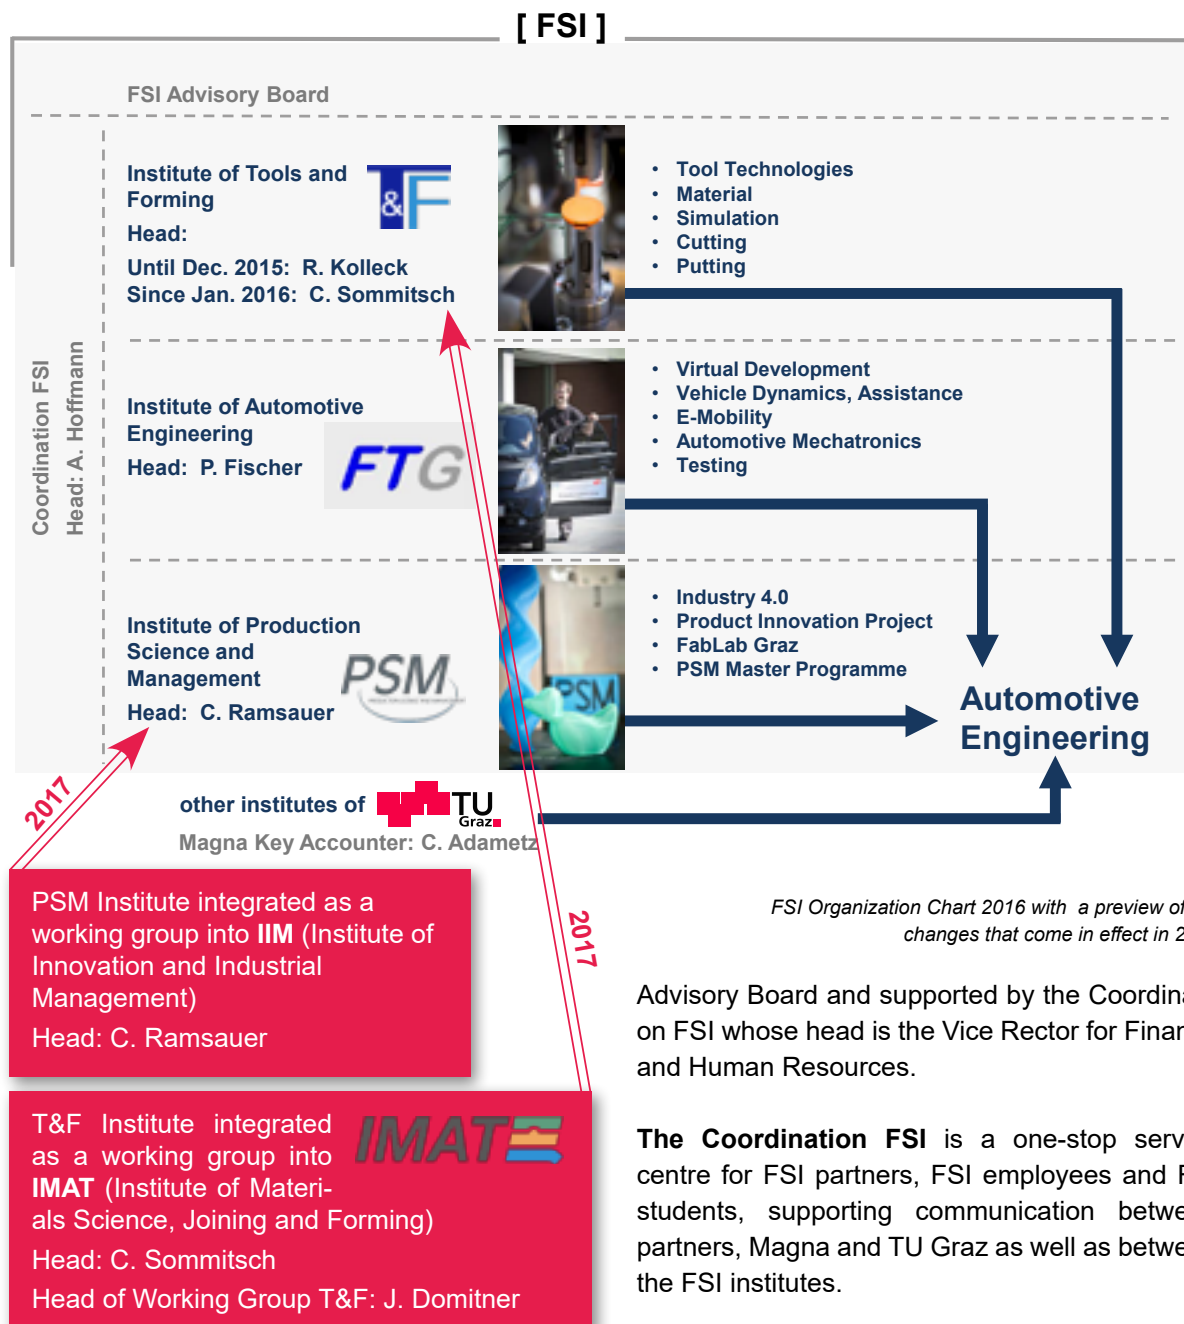 [ FSI ]
FSI Advisory Board
Coordination FSI
Head: A. Hoffmann
Institute of Tools and
Forming
Head:
Until Dec. 2015: R. Kolleck
Since Jan. 2016: C. Sommitsch
T&F
• Tool Technologies
• Material
• Simulation
• Cutting
• Putting
Institute of Automotive
Engineering
Head: P. Fischer
FTG
• Virtual Development
• Vehicle Dynamics, Assistance
• E-Mobility
• Automotive Mechatronics
• Testing
Institute of Production
Science and
Management
Head: C. Ramsauer
PSM
PSM
• Industry 4.0
• Product Innovation Project
• FabLab Graz
• PSM Master Programme
Automotive
Engineering
2017
other institutes of
TU
Graz
Magna Key Accounter: C. Adametz
PSM Institute integrated as a
working group into IIM (Institute of
Innovation and Industrial
Management)
Head: C. Ramsauer
2017
T&F Institute integrated
as a working group into
IMAT (Institute of Materi-
als Science, Joining and Forming)
Head: C. Sommitsch
Head of Working Group T&F: J. Domitner
IMAT
FSI Organization Chart 2016 with a preview of
changes that come in effect in 2
Advisory Board and supported by the Coordina
on FSI whose head is the Vice Rector for Finan
and Human Resources.
The Coordination FSI is a one-stop serv
centre for FSI partners, FSI employees and F
students, supporting communication betwe
partners, Magna and TU Graz as well as betwe
the FSI institutes.